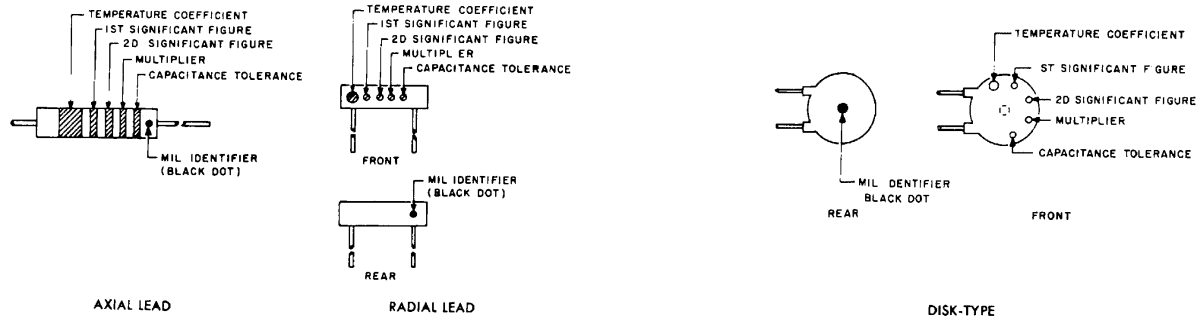 TEMPERATURE COEFFICIENT
1ST SIGNIFICANT FIGURE
2D SIGNIFICANT FIGURE
MULTIPLIER
CAPACITANCE TOLERANCE
MIL IDENTIFIER
(BLACK DOT)
AXIAL LEAD
TEMPERATURE COEFFICIENT
1ST SIGNIFICANT FIGURE
2D SIGNIFICANT FIGURE
MULTIPL ER
CAPACITANCE TOLERANCE
FRONT
MIL IDENTIFIER
(BLACK DOT)
REAR
RADIAL LEAD
MIL DENTIFIER
BLACK DOT
REAR
TEMPERATURE COEFFICIENT
ST SIGNIFICANT F GURE
2D SIGNIFICANT FIGURE
MULTIPLIER
CAPACITANCE TOLERANCE
FRONT
DISK-TYPE